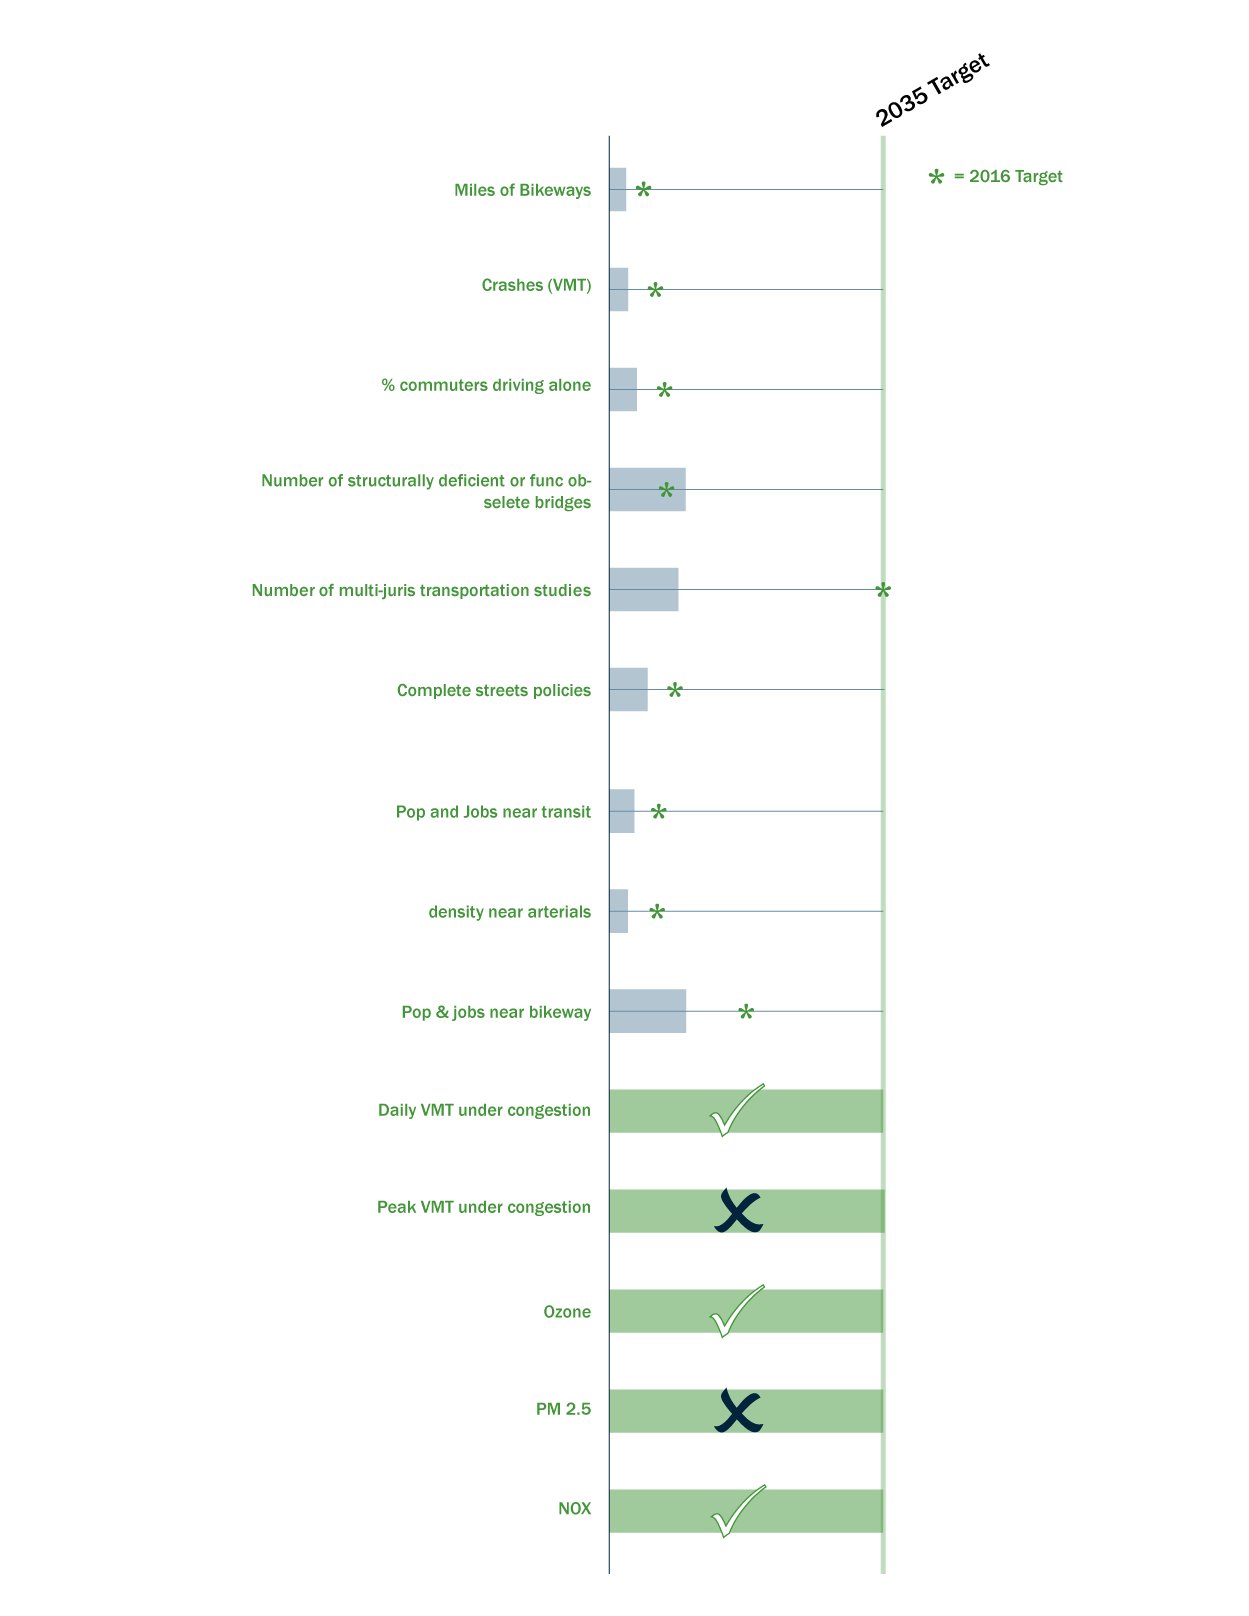 2035 Target
* = 2016 Target
Miles of Bikeways
Crashes (VMT)
% commuters driving alone
Number of structurally deficient or func ob-
selete bridges
Number of multi-juris transportation studies
Complete streets policies
Pop and Jobs near transit
density near arterials
Pop & jobs near bikeway
Daily VMT under congestion
Peak VMT under congestion
Ozone
PM 2.5
NOX